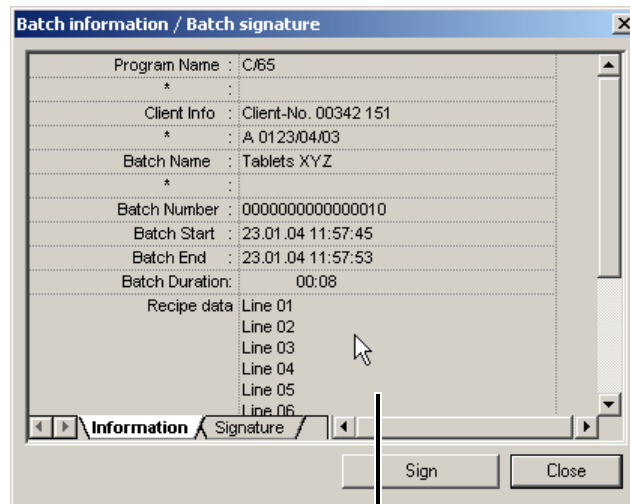 Batch information / Batch signature
Program Name : C/65
* :
Client Info : Client-No. 00342 151
* : A 0123/04/03
Batch Name : Tablets XYZ
* :
Batch Number : 0000000000000010
Batch Start : 23.01.04 11:57:45
Batch End : 23.01.04 11:57:53
Batch Duration: 00:08
Recipe data Line 01
Line 02
Line 03
Line 04
Line 05
Line 06
Information Signature
Sign Close